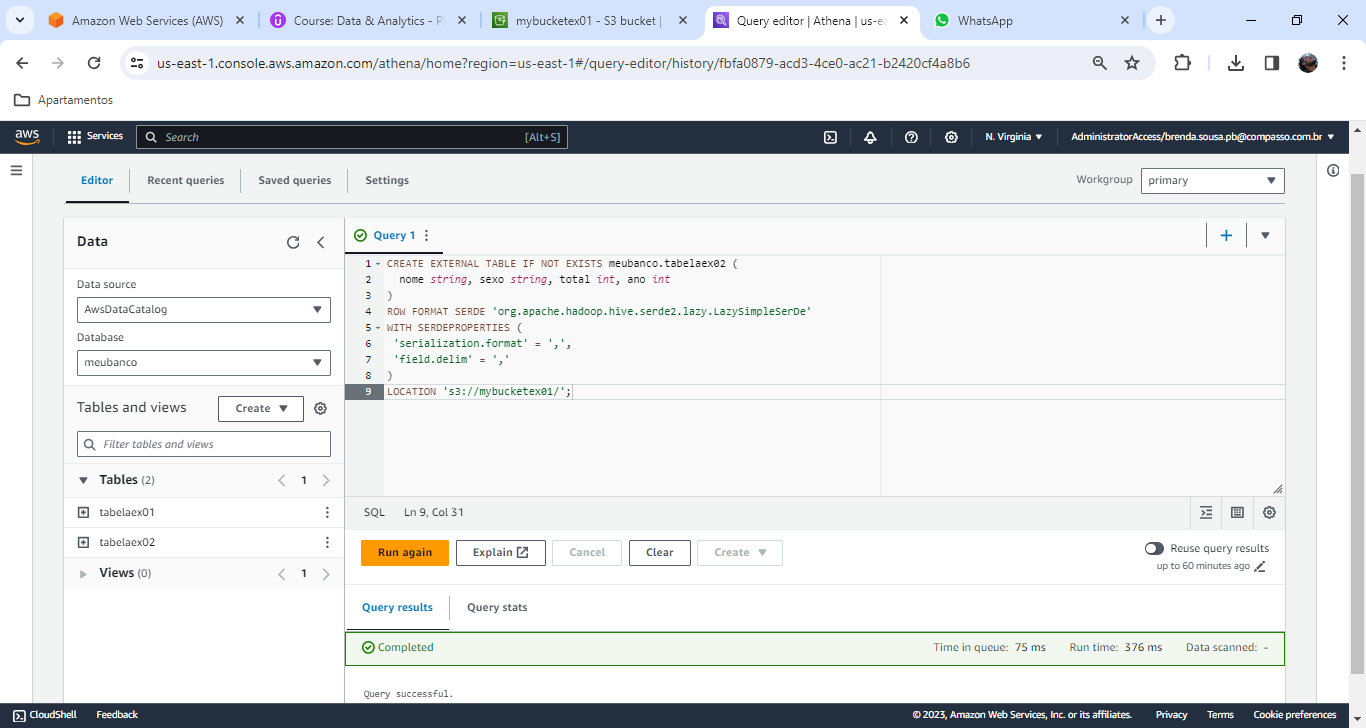 Amazon Web Services (AWS)
Course: Data & Analytics - P
mybucketex01 - S3 bucket |
Query editor | Athena | us-ea
WhatsApp
us-east-1.console.aws.amazon.com/athena/home?region=us-east-1#/query-editor/history/fbfa0879-acd3-4ce0-ac21-b2420cf4a8b6
Apartamentos
aws
Services
Search
[Alt+S]
N. Virginia
AdministratorAccess/brenda.sousa.pb@compasso.com.br
Editor
Recent queries
Saved queries
Settings
Workgroup
primary
Data
Data source
AwsDataCatalog
Database
meubanco
Tables and views
Create
Filter tables and views
Tables (2)
1
tabelaex01
tabelaex02
Views (0)
1
Query 1
1 CREATE EXTERNAL TABLE IF NOT EXISTS meubanco.tabelaex02 (
2 nome string, sexo string, total int, ano int
3 )
4 ROW FORMAT SERDE 'org.apache.hadoop.hive.serde2.lazy.LazySimpleSerDe'
5 WITH SERDEPROPERTIES (
6 'serialization.format' = ',',
7 'field.delim' = ','
8 )
9 LOCATION 's3://mybucketex01/';
SQL
Ln 9, Col 31
Run again
Explain
Cancel
Clear
Create
Reuse query results
up to 60 minutes ago
Query results
Query stats
Completed
Time in queue: 75 ms
Run time: 376 ms
Data scanned: -
Query successful.
CloudShell
Feedback
© 2023, Amazon Web Services, Inc. or its affiliates.
Privacy
Terms
Cookie preferences